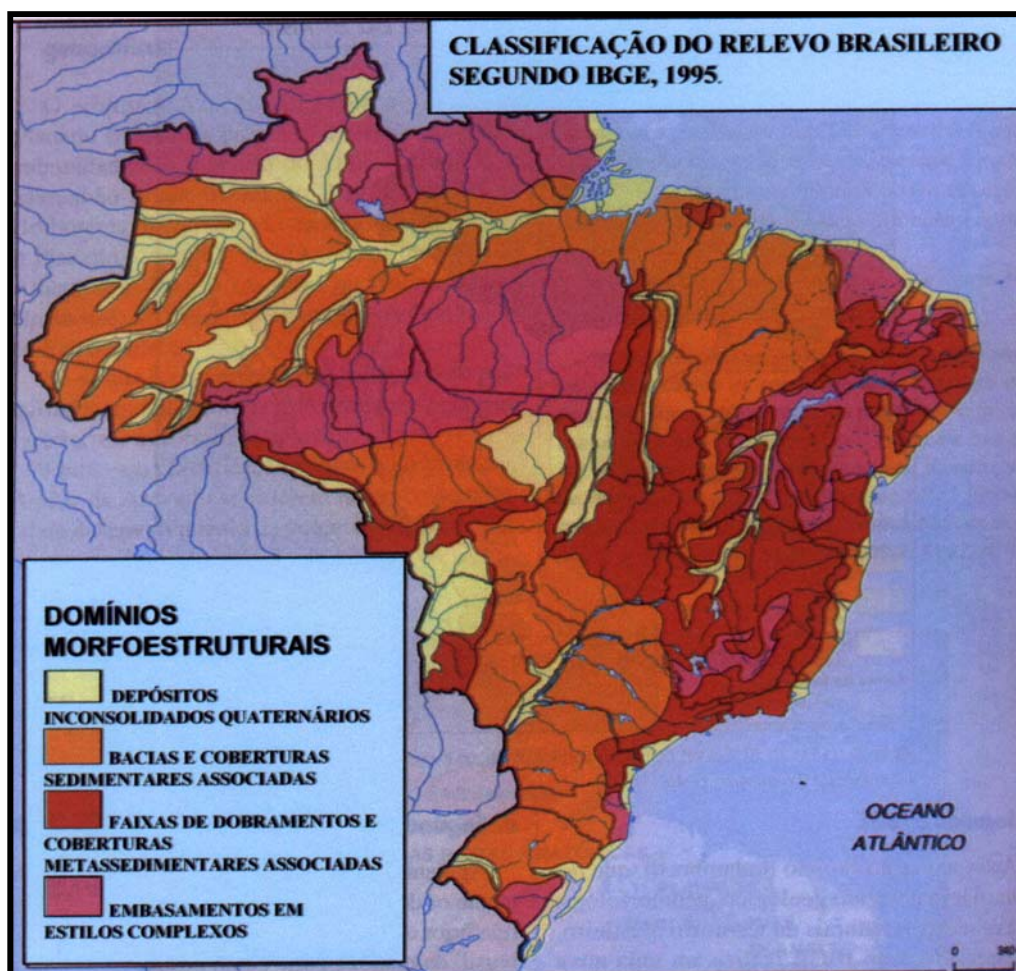 CLASSIFICAÇÃO DO RELEVO BRASILEIRO
SEGUNDO IBGE, 1995.
DOMÍNIOS
MORFOESTRUTURAIS
DEPÓSITOS
INCONSOLIDADOS QUATERNÁRIOS
BACIAS E COBERTURAS
SEDIMENTARES ASSOCIADAS
FAIXAS DE DOBRAMENTOS E
COBERTURAS
METASSEDIMENTARES ASSOCIADAS
EMBASAMENTOS EM
ESTILOS COMPLEXOS
OCEANO
ATLÂNTICO
0 340